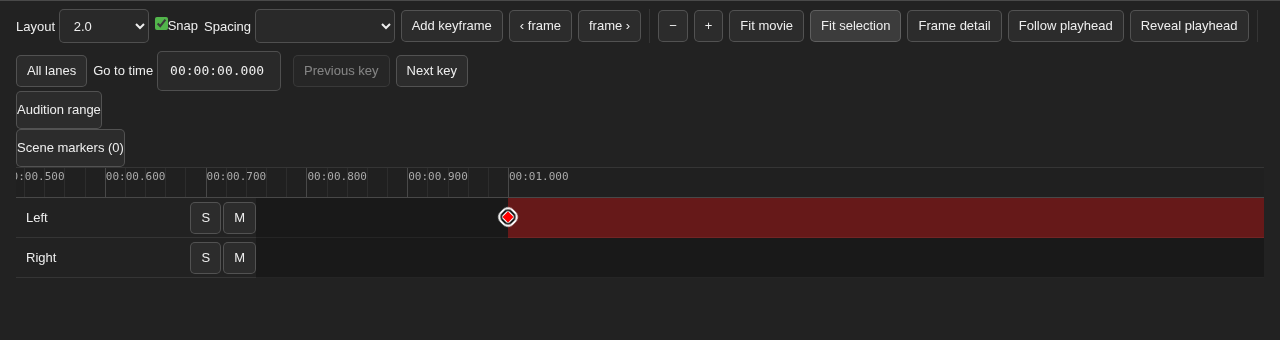 Layout 2.0 Snap Spacing Add keyframe ‹ frame frame › − + Fit movie Fit selection Frame detail Follow playhead Reveal playhead
All lanes Go to time 00:00:00.000 Previous key Next key
Audition range
Scene markers (0)
):00.500 00:00.600 00:00.700 00:00.800 00:00.900 00:01.000
Left S M
Right S M